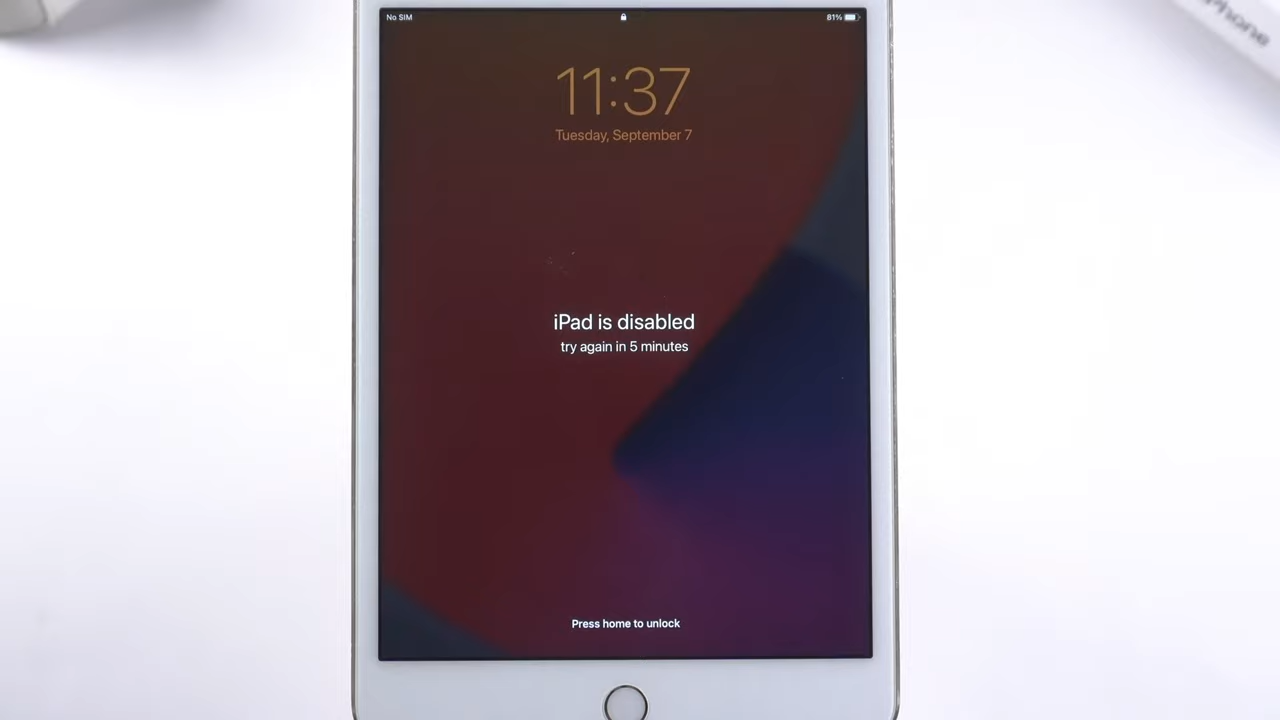 No SIM
81%
iPhone
11:37
Tuesday, September 7
iPad is disabled
try again in 5 minutes
Press home to unlock